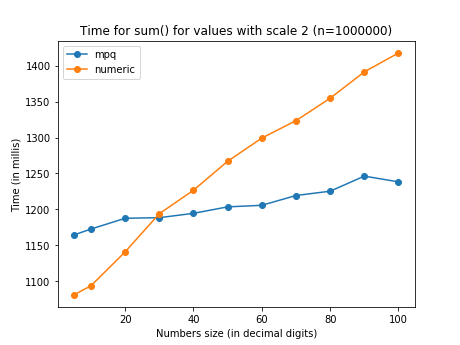 Time for sum() for values with scale 2 (n=1000000)
mpq
numeric
Time (in millis)
1400
1350
1300
1250
1200
1150
1100
20 40 60 80 100
Numbers size (in decimal digits)